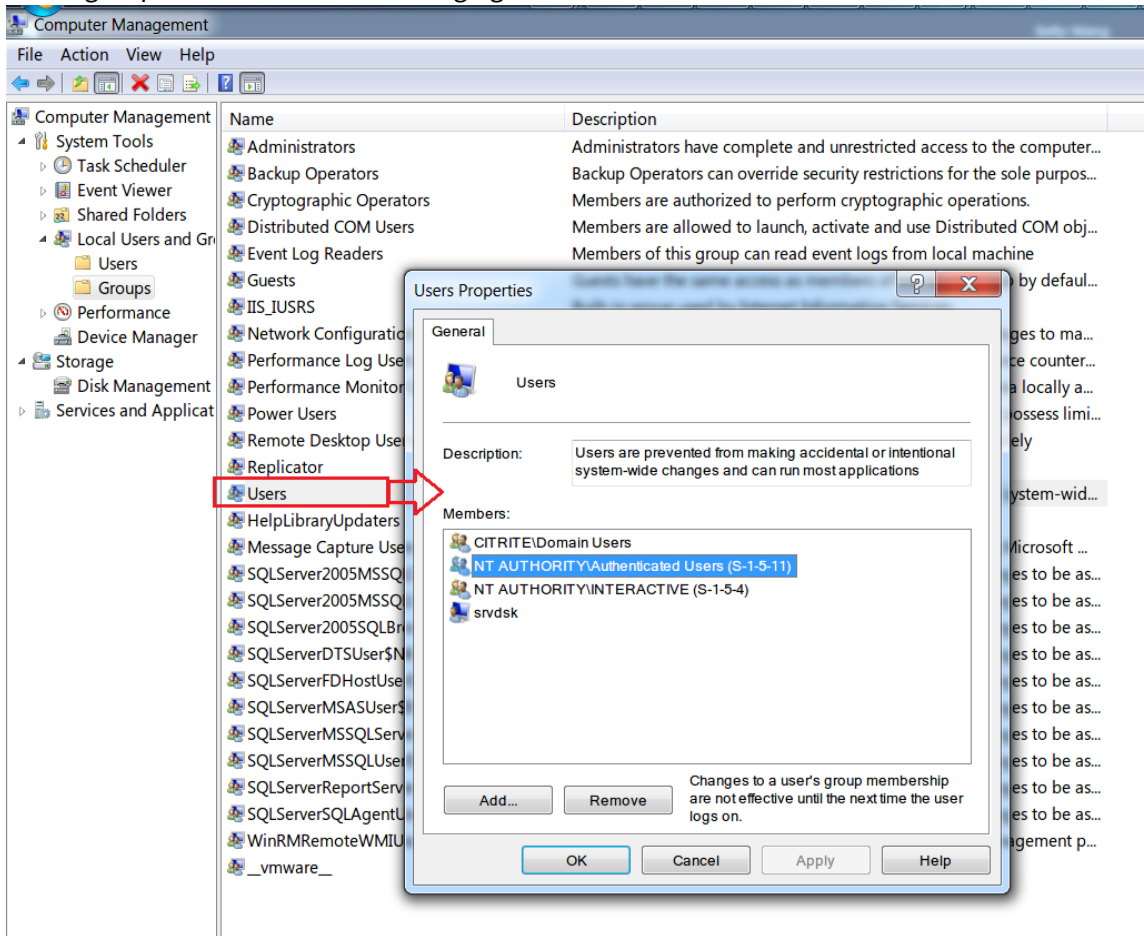 Computer Management
File Action View Help
Computer Management
System Tools
Task Scheduler
Event Viewer
Shared Folders
Local Users and Gr
Users
Groups
Performance
Device Manager
Storage
Disk Management
Services and Applicat
Name Description
Administrators Administrators have complete and unrestricted access to the computer...
Backup Operators Backup Operators can override security restrictions for the sole purpos...
Cryptographic Operators Members are authorized to perform cryptographic operations.
Distributed COM Users Members are allowed to launch, activate and use Distributed COM obj...
Event Log Readers Members of this group can read event logs from local machine
Guests by defaul...
IIS_IUSRS
Network Configuratio ges to ma...
Performance Log Use ce counter...
Performance Monitor a locally a...
Power Users possess limi...
Remote Desktop User ely
Replicator
Users ystem-wid...
HelpLibraryUpdaters
Message Capture Use Microsoft ...
SQLServer2005MSSQ es to be as...
SQLServer2005MSSQ es to be as...
SQLServer2005SQLBr es to be as...
SQLServerDTSUser$N es to be as...
SQLServerFDHostUse es to be as...
SQLServerMSASUser$ es to be as...
SQLServerMSSQLServ es to be as...
SQLServerMSSQLUser es to be as...
SQLServerReportServ es to be as...
SQLServerSQLAgentU es to be as...
WinRMRemoteWMIU agement p...
__vmware__
Users Properties
General
Users
Description: Users are prevented from making accidental or intentional
system-wide changes and can run most applications
Members:
CITRITE\Domain Users
NT AUTHORITY\Authenticated Users (S-1-5-11)
NT AUTHORITY\INTERACTIVE (S-1-5-4)
srvdsk
Add... Remove
Changes to a user's group membership
are not effective until the next time the user
logs on.
OK Cancel Apply Help